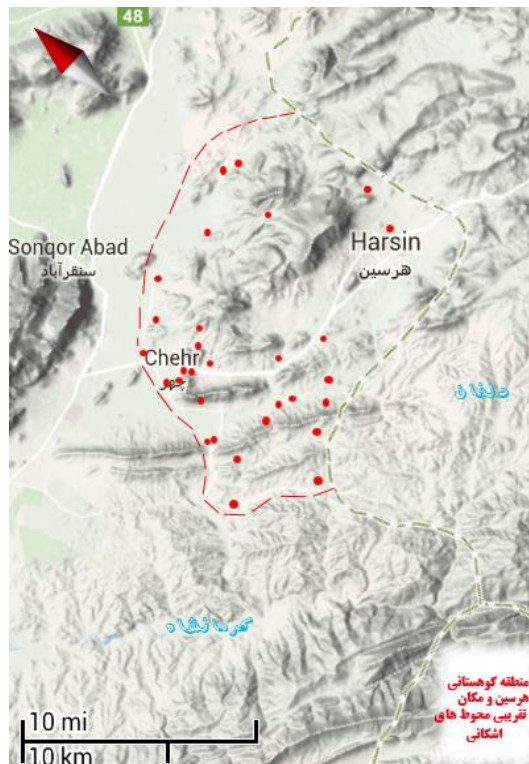 48
Sonqor Abad
سنقرآباد
Harsin
هرسین
Chehr
چهر
دلفان
کرمانشاه
منطقه کوهستانی
هرسین و مکان
تقریبی محوط های
اشکانی
10 mi
10 km